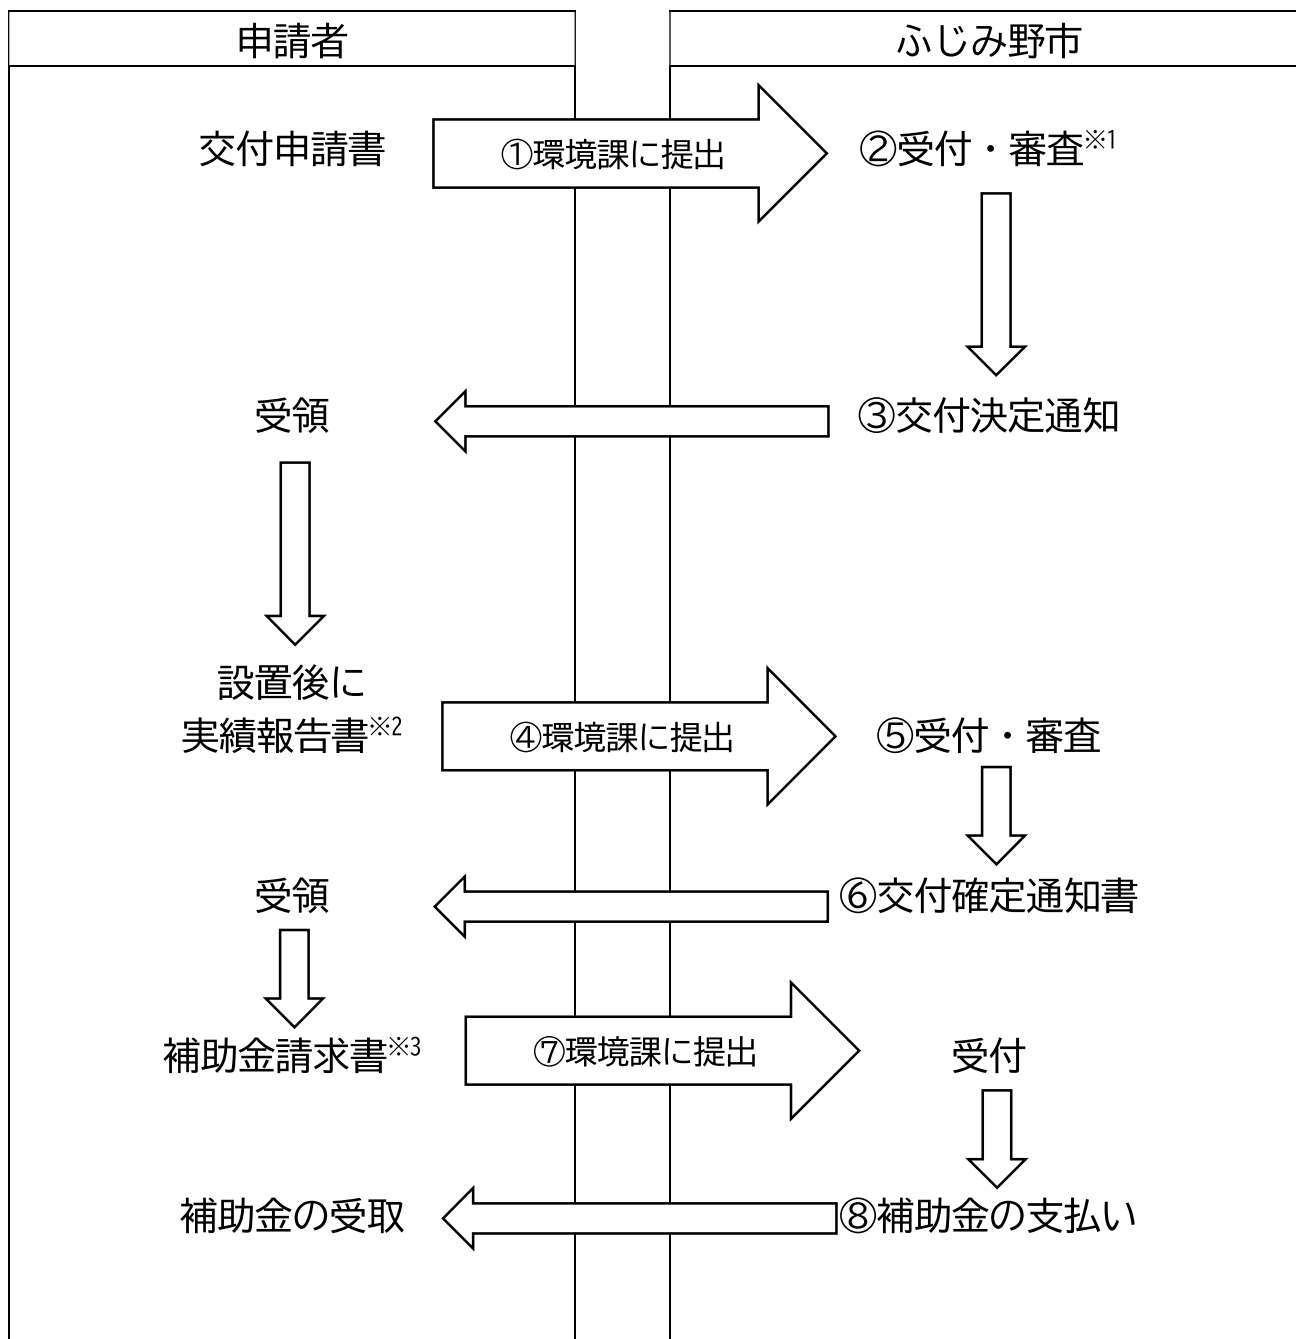 申請者
ふじみ野市
交付申請書
①環境課に提出
②受付・審査※1
受領
③交付決定通知
設置後に
実績報告書※2
④環境課に提出
⑤受付・審査
受領
⑥交付確定通知書
補助金請求書※3
⑦環境課に提出
受付
補助金の受取
⑧補助金の支払い